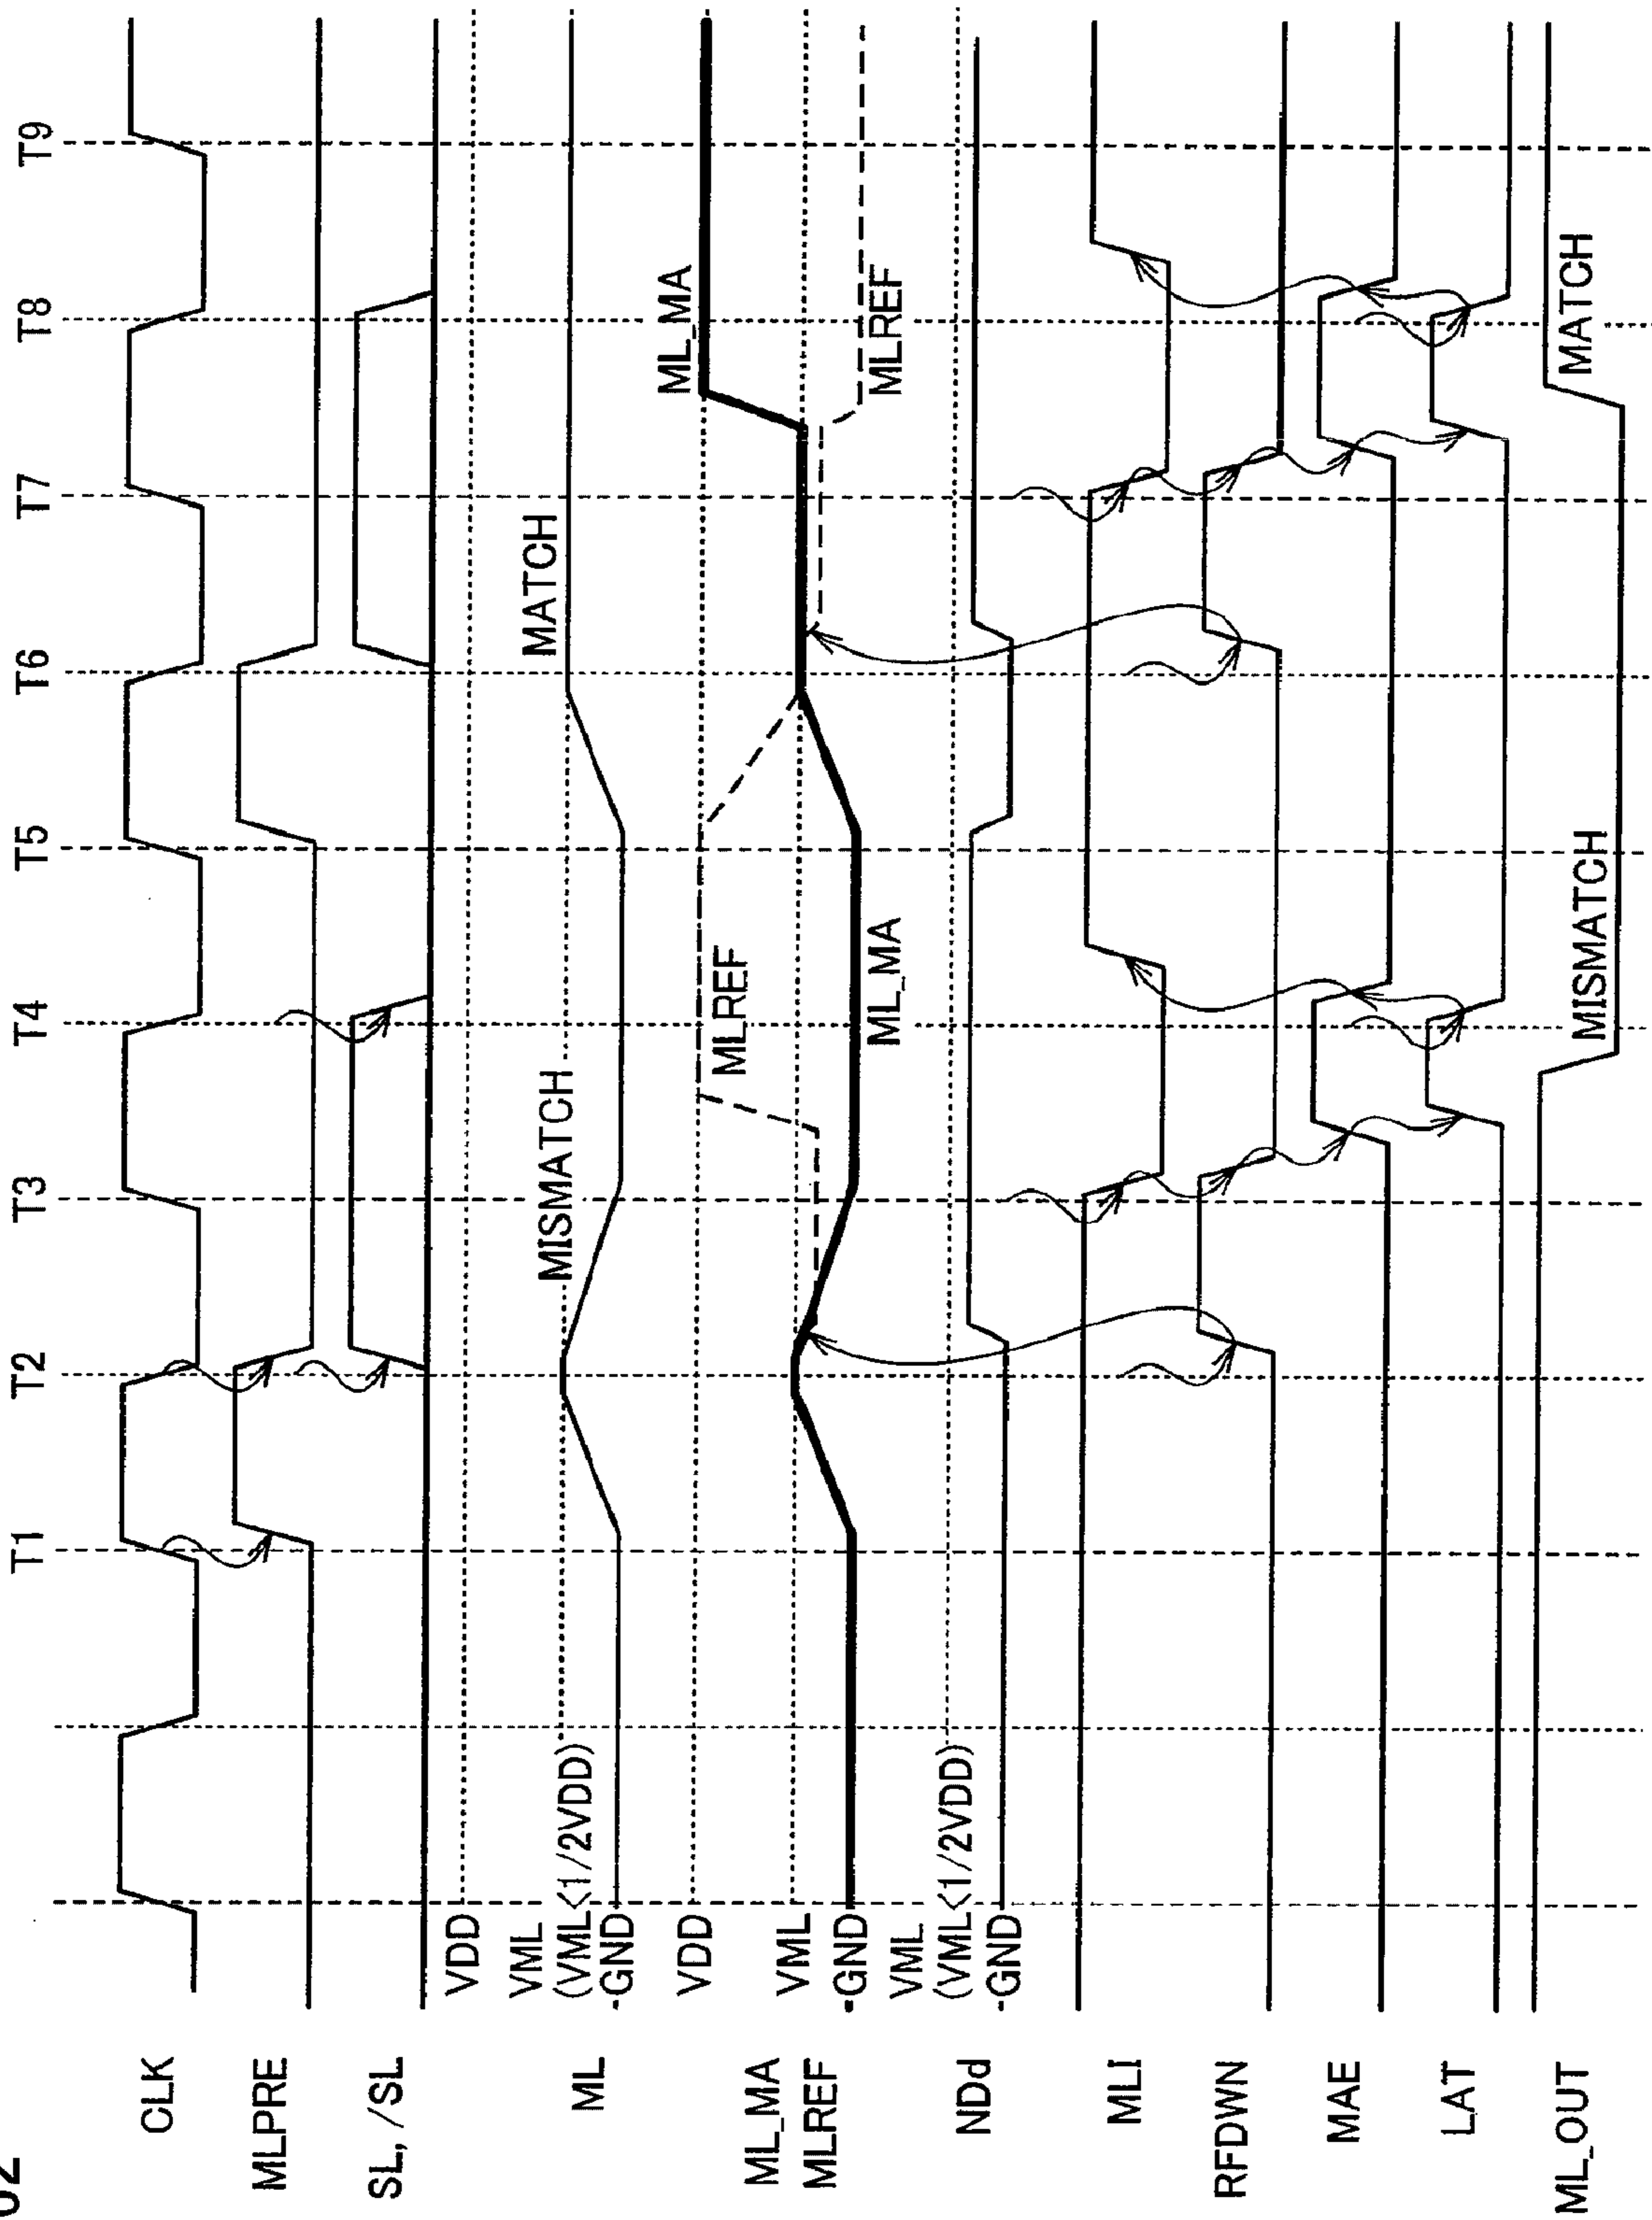 T1 T2 T3 T4 T5 T6 T7 T8 T9
CLK
MLPRE
SL, /SL
VDD
VML
(VML<1/2VDD)
GND
ML
MISMATCH
MATCH
VDD
VML
GND
ML_MA
MLREF
MLREF
ML_MA
ML_MA
MLREF
VML
(VML<1/2VDD)
GND
NDd
MLI
RFDWN
MAE
LAT
ML_OUT
MISMATCH
MATCH